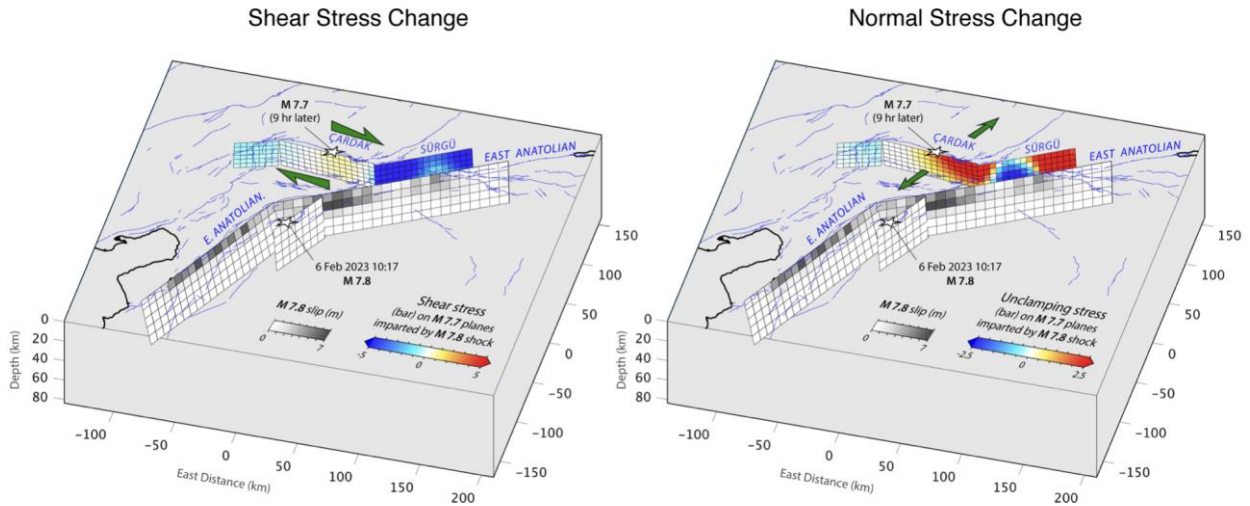 Shear Stress Change
M 7.7
(9 hr later)
ÇARDAK
SÜRGÜ
EAST ANATOLIAN
E. ANATOLIAN
6 Feb 2023 10:17
M 7.8
M 7.8 slip (m)
0
7
Shear stress
(bar) on M 7.7 planes
imparted by M 7.8 shock
-5
0
5
Depth (km)
0
20
40
60
80
−100
−50
0
50
100
150
200
East Distance (km)
150
100
50
0
−50
−100
−150
Normal Stress Change
M 7.7
(9 hr later)
ÇARDAK
SÜRGÜ
EAST ANATOLIAN
E. ANATOLIAN
6 Feb 2023 10:17
M 7.8
M 7.8 slip (m)
0
7
Unclamping stress
(bar) on M 7.7 planes
imparted by M 7.8 shock
-2.5
0
2.5
Depth (km)
0
20
40
60
80
−100
−50
0
50
100
150
200
East Distance (km)
150
100
50
0
−50
−100
−150